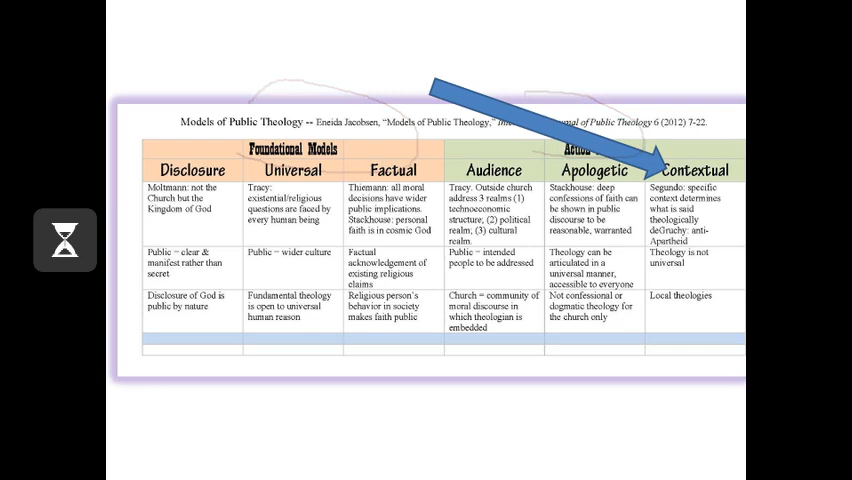 Models of Public Theology -- Eneida Jacobsen, "Models of Public Theology," of Public Theology 6 (2012) 7-22.
Foundational Models
Disclosure Universal Factual Audience Apologetic Contextual
Moltmann: not the
Church but the
Kingdom of God
Tracy:
existential/religious
questions are faced by
every human being
Thiemann: all moral
decisions have wider
public implications.
Stackhouse: personal
faith is in cosmic God
Tracy. Outside church
address 3 realms (1)
technoeconomic
structure; (2) political
realm; (3) cultural
realm.
Stackhouse: deep
confessions of faith can
be shown in public
discourse to be
reasonable, warranted
Segundo: specific
context determines
what is said
theologically
deGruchy: anti-
Apartheid
Public = clear &
manifest rather than
secret
Public = wider culture
Factual
acknowledgement of
existing religious
claims
Public = intended
people to be addressed
Theology can be
articulated in a
universal manner,
accessible to everyone
Theology is not
universal
Disclosure of God is
public by nature
Fundamental theology
is open to universal
human reason
Religious person's
behavior in society
makes faith public
Church = community of
moral discourse in
which theologian is
embedded
Not confessional or
dogmatic theology for
the church only
Local theologies